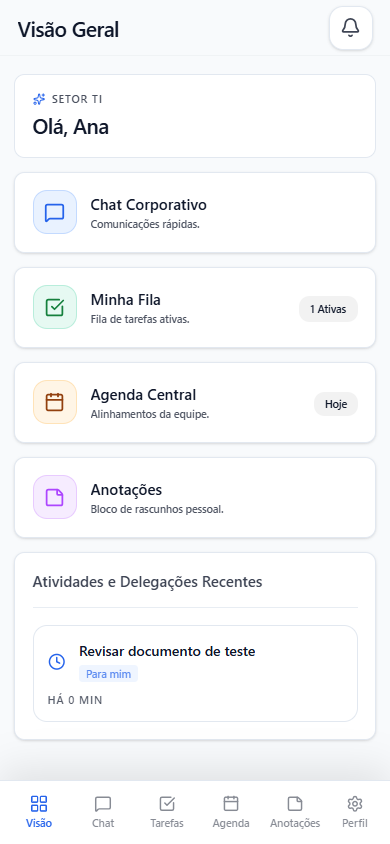 Visão Geral
SETOR TI
Olá, Ana
Chat Corporativo
Comunicações rápidas.
Minha Fila
Fila de tarefas ativas.
1 Ativas
Agenda Central
Alinhamentos da equipe.
Hoje
Anotações
Bloco de rascunhos pessoal.
Atividades e Delegações Recentes
Revisar documento de teste
Para mim
HÁ 0 MIN
Visão
Chat
Tarefas
Agenda
Anotações
Perfil